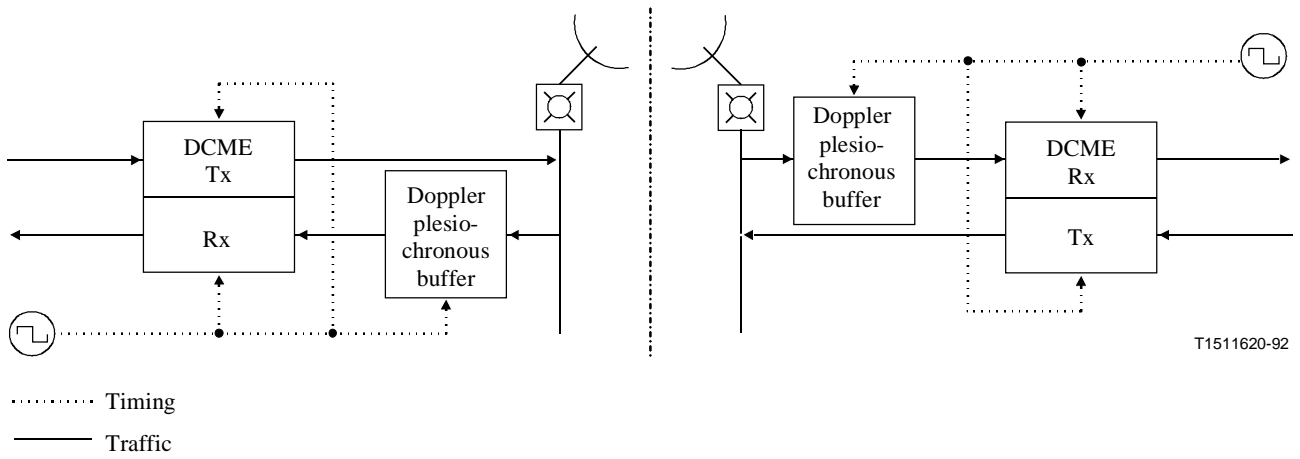 DCME
Tx
Rx
Doppler
plesio-
chronous
buffer
Doppler
plesio-
chronous
buffer
DCME
Rx
Tx
T1511620-92
Timing
Traffic